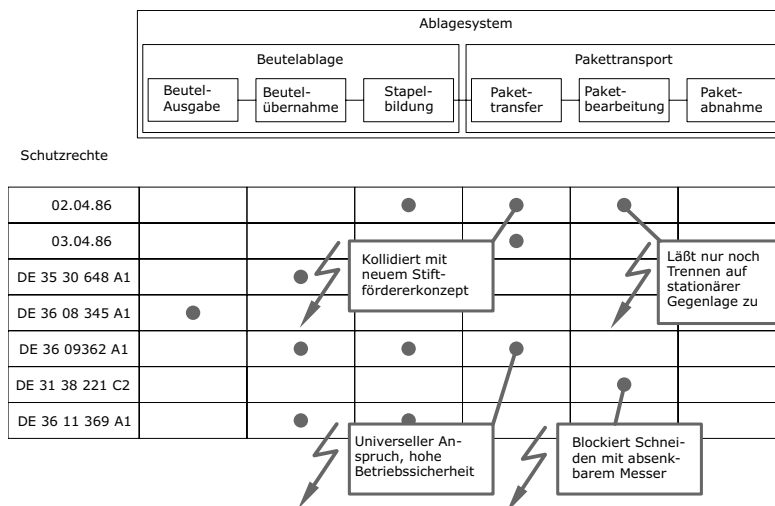 Ablagesystem
Beutelablage
Pakettransport
Beutel-
Ausgabe
Beutel-
übernahme
Stapel-
bildung
Paket-
transfer
Paket-
bearbeitung
Paket-
abnahme
Schutzrechte
02.04.86
03.04.86
Kollidiert mit
neuem Stift-
fördererkonzept
Läßt nur noch
Trennen auf
stationärer
Gegenlage zu
DE 35 30 648 A1
DE 36 08 345 A1
DE 36 09362 A1
DE 31 38 221 C2
DE 36 11 369 A1
Universeller An-
spruch, hohe
Betriebssicherheit
Blockiert Schnei-
den mit absenk-
barem Messer